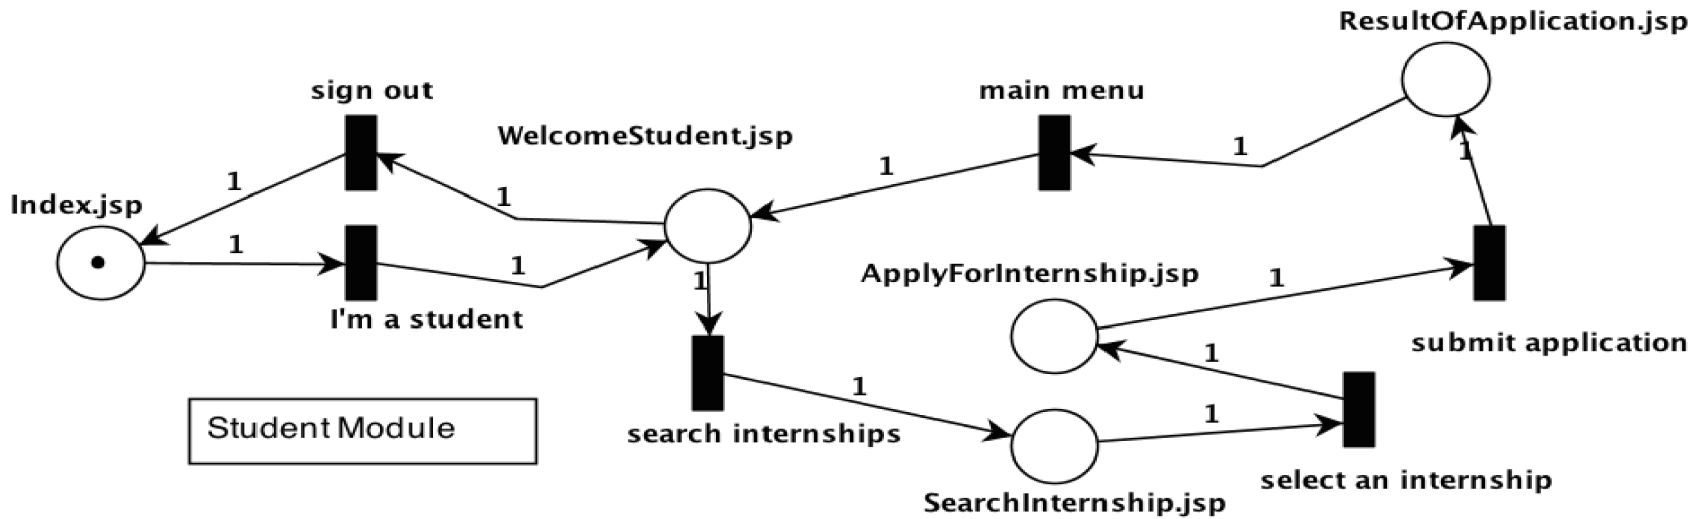 ResultOfApplication.jsp
sign out
main menu
WelcomeStudent.jsp
1
1
1
1
1
Index.jsp
1
1
1
ApplyForInternship.jsp
1
1
I'm a student
submit application
1
1
1
Student Module
search internships
select an internship
SearchInternship.jsp